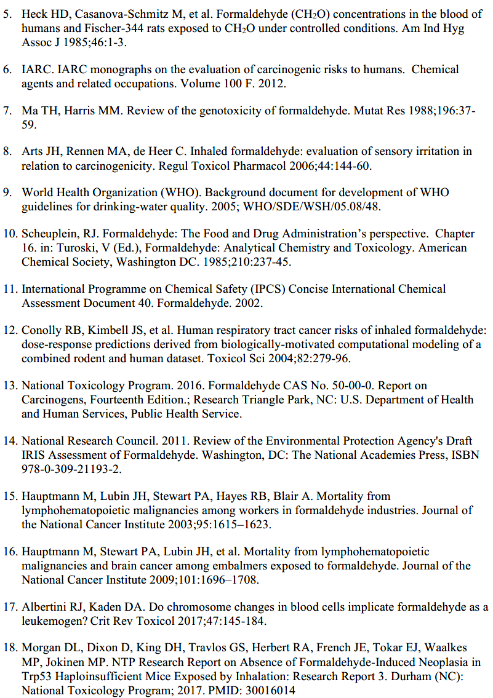 5. Heck HD, Casanova-Schmitz M, et al. Formaldehyde (CH2O) concentrations in the blood of
humans and Fischer-344 rats exposed to CH2O under controlled conditions. Am Ind Hyg
Assoc J 1985;46:1-3.
6. IARC. IARC monographs on the evaluation of carcinogenic risks to humans. Chemical
agents and related occupations. Volume 100 F. 2012.
7. Ma TH, Harris MM. Review of the genotoxicity of formaldehyde. Mutat Res 1988;196:37-
59.
8. Arts JH, Rennen MA, de Heer C. Inhaled formaldehyde: evaluation of sensory irritation in
relation to carcinogenicity. Regul Toxicol Pharmacol 2006;44:144-60.
9. World Health Organization (WHO). Background document for development of WHO
guidelines for drinking-water quality. 2005; WHO/SDE/WSH/05.08/48.
10. Scheuplein, RJ. Formaldehyde: The Food and Drug Administration's perspective. Chapter
16. in: Turoski, V (Ed.), Formaldehyde: Analytical Chemistry and Toxicology. American
Chemical Society, Washington DC. 1985;210:237-45.
11. International Programme on Chemical Safety (IPCS) Concise International Chemical
Assessment Document 40. Formaldehyde. 2002.
12. Conolly RB, Kimbell JS, et al. Human respiratory tract cancer risks of inhaled formaldehyde:
dose-response predictions derived from biologically-motivated computational modeling of a
combined rodent and human dataset. Toxicol Sci 2004;82:279-96.
13. National Toxicology Program. 2016. Formaldehyde CAS No. 50-00-0. Report on
Carcinogens, Fourteenth Edition.; Research Triangle Park, NC: U.S. Department of Health
and Human Services, Public Health Service.
14. National Research Council. 2011. Review of the Environmental Protection Agency's Draft
IRIS Assessment of Formaldehyde. Washington, DC: The National Academies Press, ISBN
978-0-309-21193-2.
15. Hauptmann M, Lubin JH, Stewart PA, Hayes RB, Blair A. Mortality from
lymphohematopoietic malignancies among workers in formaldehyde industries. Journal of
the National Cancer Institute 2003;95:1615–1623.
16. Hauptmann M, Stewart PA, Lubin JH, et al. Mortality from lymphohematopoietic
malignancies and brain cancer among embalmers exposed to formaldehyde. Journal of the
National Cancer Institute 2009;101:1696–1708.
17. Albertini RJ, Kaden DA. Do chromosome changes in blood cells implicate formaldehyde as a
leukemogen? Crit Rev Toxicol 2017;47:145-184.
18. Morgan DL, Dixon D, King DH, Travlos GS, Herbert RA, French JE, Tokar EJ, Waalkes
MP, Jokinen MP. NTP Research Report on Absence of Formaldehyde-Induced Neoplasia in
Trp53 Haploinsufficient Mice Exposed by Inhalation: Research Report 3. Durham (NC):
National Toxicology Program; 2017. PMID: 30016014